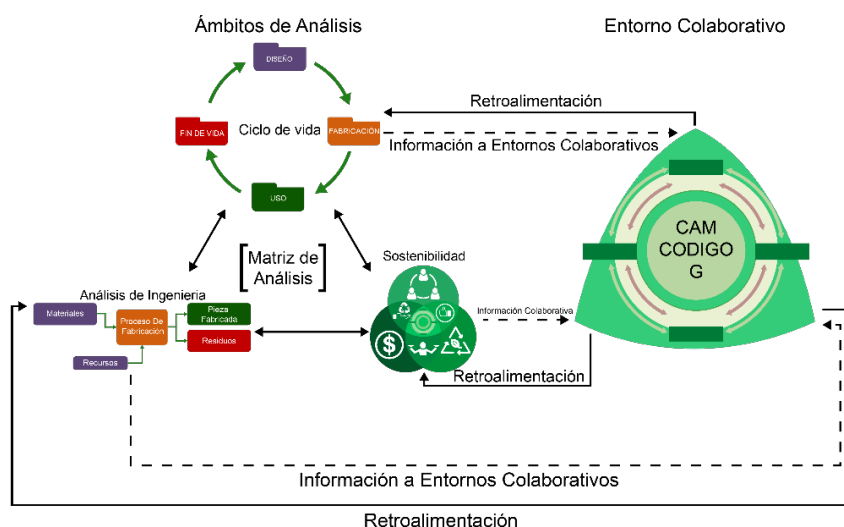 Ámbitos de Análisis
Entorno Colaborativo
DISEÑO
Retroalimentación
FIN DE VIDA
Ciclo de vida
FABRICACIÓN
Información a Entornos Colaborativos
USO
CAM
CODIGO
G
Matriz de
Análisis
Sostenibilidad
Análisis de Ingenieria
Materiales
Proceso De
Fabricación
Pieza
Fabricada
Residuos
Recursos
$
Información Colaborativa
Retroalimentación
Información a Entornos Colaborativos
Retroalimentación